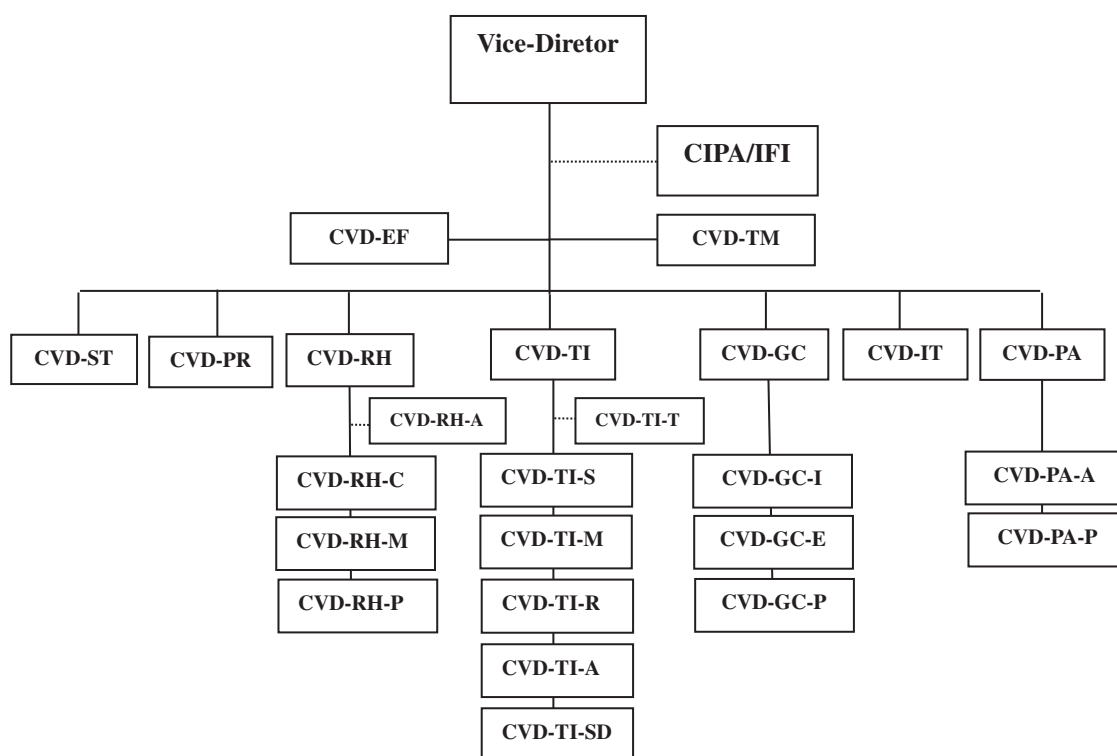 Vice-Diretor
CIPA/IFI
CVD-EF
CVD-TM
CVD-ST
CVD-PR
CVD-RH
CVD-TI
CVD-GC
CVD-IT
CVD-PA
CVD-RH-A
CVD-TI-T
CVD-RH-C
CVD-TI-S
CVD-GC-I
CVD-PA-A
CVD-RH-M
CVD-TI-M
CVD-GC-E
CVD-PA-P
CVD-RH-P
CVD-TI-R
CVD-GC-P
CVD-TI-A
CVD-TI-SD